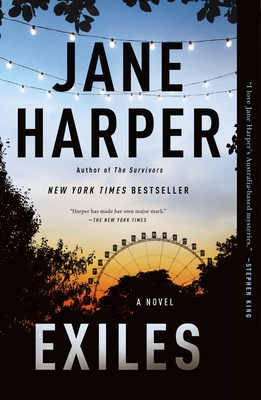 JANE
HARPER
Author of The Survivors
NEW YORK TIMES BESTSELLER
"Harper has made her own major mark."
—THE NEW YORK TIMES
A NOVEL
EXILES
"I love Jane Harper's Australia-based mysteries." —STEPHEN KING